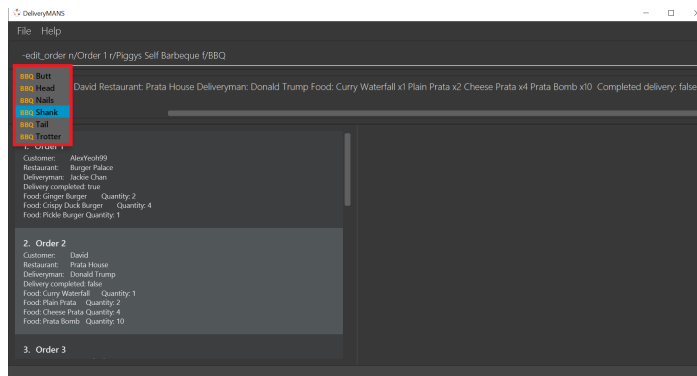 DeliveryMANS
File Help
-edit_order n/Order 1 r/Piggys Self Barbeque f/BBQ
BBQ Butt
BBQ Head
BBQ Nails
BBQ Shank
BBQ Tail
BBQ Trotter
David Restaurant: Prata House Deliveryman: Donald Trump Food: Curry Waterfall x1 Plain Prata x2 Cheese Prata x4 Prata Bomb x10 Completed delivery: false
1. Order 1
Customer: AlexYeoh99
Restaurant: Burger Palace
Deliveryman: Jackie Chan
Delivery completed: true
Food: Ginger Burger Quantity: 2
Food: Crispy Duck Burger Quantity: 4
Food: Pickle Burger Quantity: 1
2. Order 2
Customer: David
Restaurant: Prata House
Deliveryman: Donald Trump
Delivery completed: false
Food: Curry Waterfall Quantity: 1
Food: Plain Prata Quantity: 2
Food: Cheese Prata Quantity: 4
Food: Prata Bomb Quantity: 10
3. Order 3